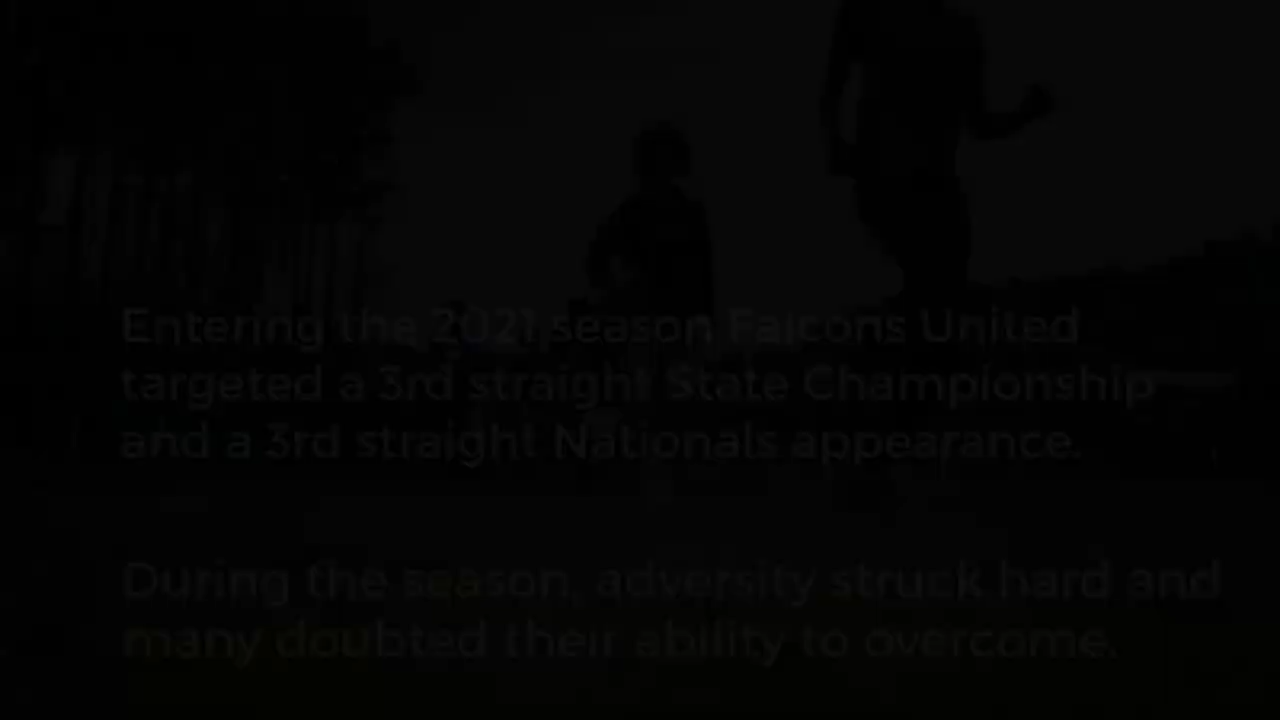 Entering the 2021 season Falcons United
targeted a 3rd straight State Championship
and a 3rd straight Nationals appearance.
During the season, adversity struck hard and
many doubted their ability to overcome.